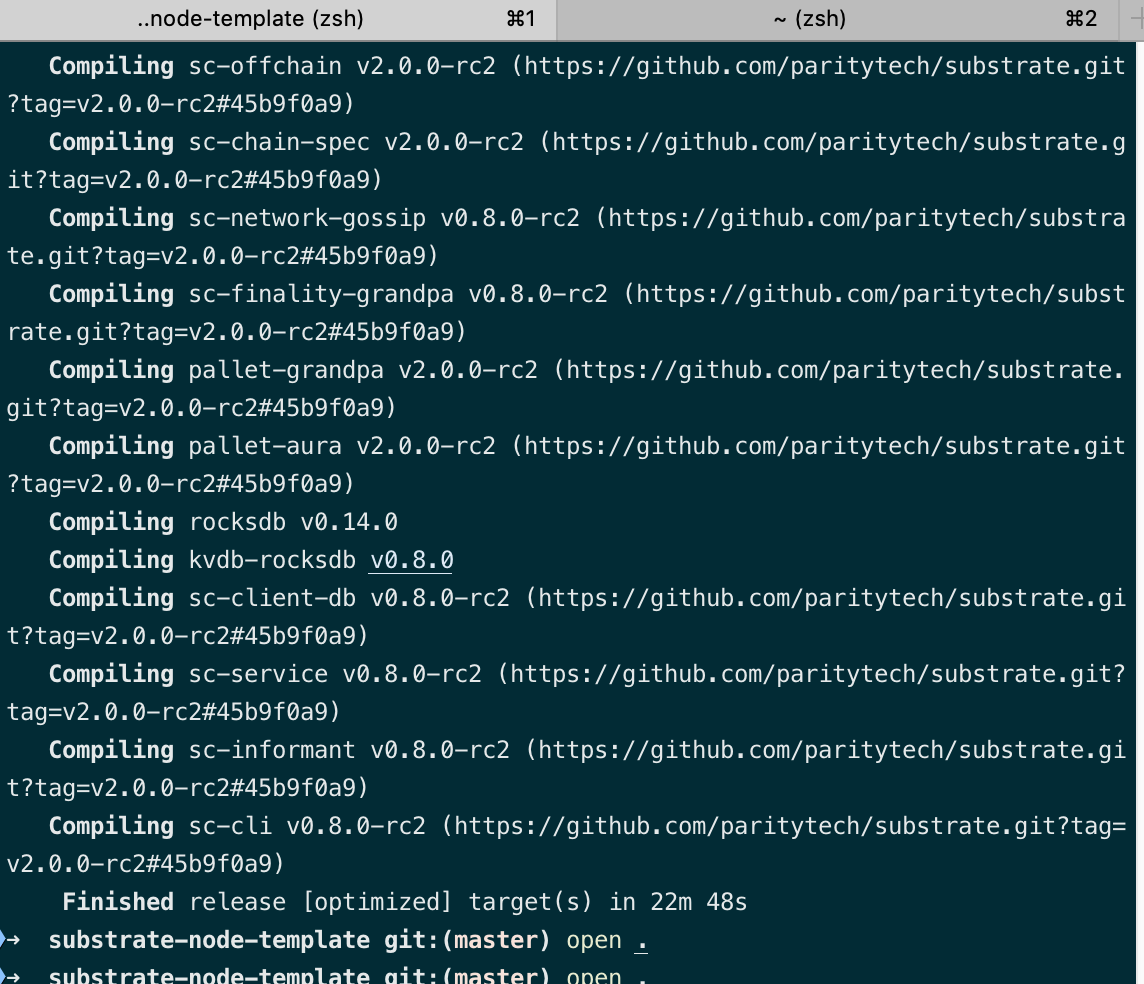 ..node-template (zsh) ⌘1 ~ (zsh) ⌘2
Compiling sc-offchain v2.0.0-rc2 (https://github.com/paritytech/substrate.git
?tag=v2.0.0-rc2#45b9f0a9)
Compiling sc-chain-spec v2.0.0-rc2 (https://github.com/paritytech/substrate.g
it?tag=v2.0.0-rc2#45b9f0a9)
Compiling sc-network-gossip v0.8.0-rc2 (https://github.com/paritytech/substra
te.git?tag=v2.0.0-rc2#45b9f0a9)
Compiling sc-finality-grandpa v0.8.0-rc2 (https://github.com/paritytech/subst
rate.git?tag=v2.0.0-rc2#45b9f0a9)
Compiling pallet-grandpa v2.0.0-rc2 (https://github.com/paritytech/substrate.
git?tag=v2.0.0-rc2#45b9f0a9)
Compiling pallet-aura v2.0.0-rc2 (https://github.com/paritytech/substrate.git
?tag=v2.0.0-rc2#45b9f0a9)
Compiling rocksdb v0.14.0
Compiling kvdb-rocksdb v0.8.0
Compiling sc-client-db v0.8.0-rc2 (https://github.com/paritytech/substrate.gi
t?tag=v2.0.0-rc2#45b9f0a9)
Compiling sc-service v0.8.0-rc2 (https://github.com/paritytech/substrate.git?
tag=v2.0.0-rc2#45b9f0a9)
Compiling sc-informant v0.8.0-rc2 (https://github.com/paritytech/substrate.gi
t?tag=v2.0.0-rc2#45b9f0a9)
Compiling sc-cli v0.8.0-rc2 (https://github.com/paritytech/substrate.git?tag=
v2.0.0-rc2#45b9f0a9)
Finished release [optimized] target(s) in 22m 48s
→ substrate-node-template git:(master) open .
→ substrate-node-template git:(master) open .